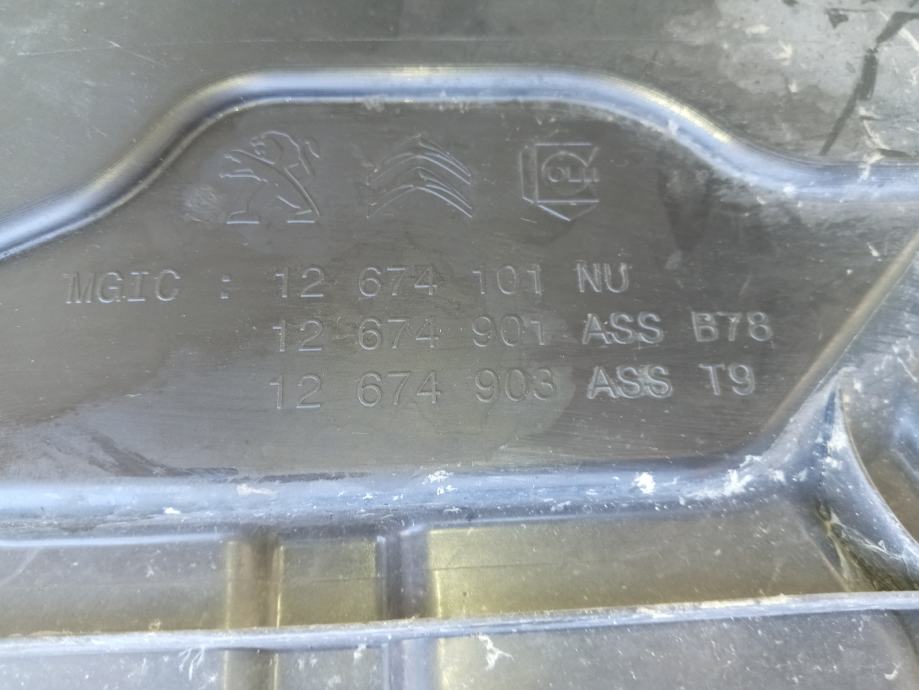 MGIC : 12 674 101 NU
12 674 901 ASS B78
12 674 903 ASS T9